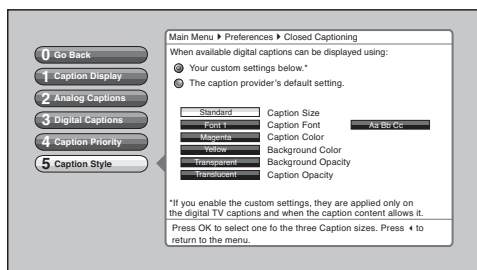 Main Menu ▸ Preferences ▸ Closed Captioning
0 Go Back
1 Caption Display
2 Analog Captions
3 Digital Captions
4 Caption Priority
5 Caption Style
When available digital captions can be displayed using:
Your custom settings below.*
The caption provider's default setting.
Standard Caption Size
Font 1 Caption Font Aa Bb Cc
Magenta Caption Color
Yellow Background Color
Transparent Background Opacity
Translucent Caption Opacity
*If you enable the custom settings, they are applied only on
the digital TV captions and when the caption content allows it.
Press OK to select one fo the three Caption sizes. Press ◂ to
return to the menu.